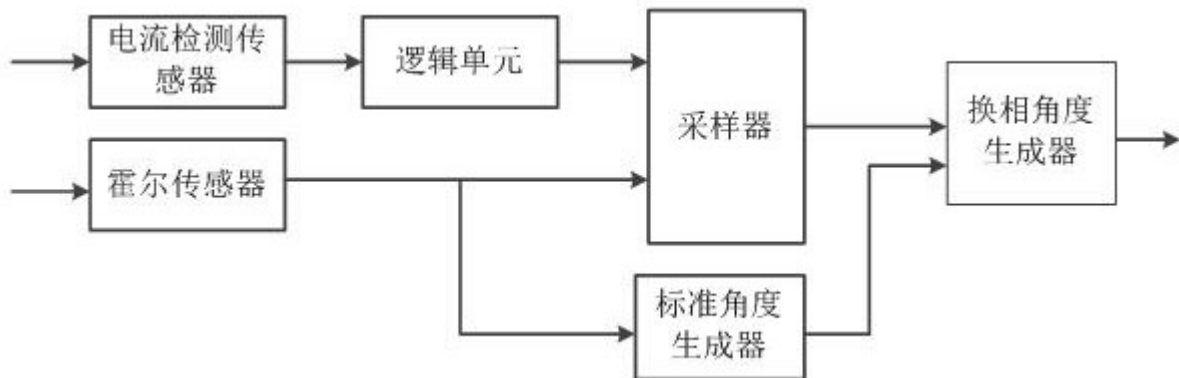 电流检测传
感器
逻辑单元
采样器
换相角度
生成器
霍尔传感器
标准角度
生成器